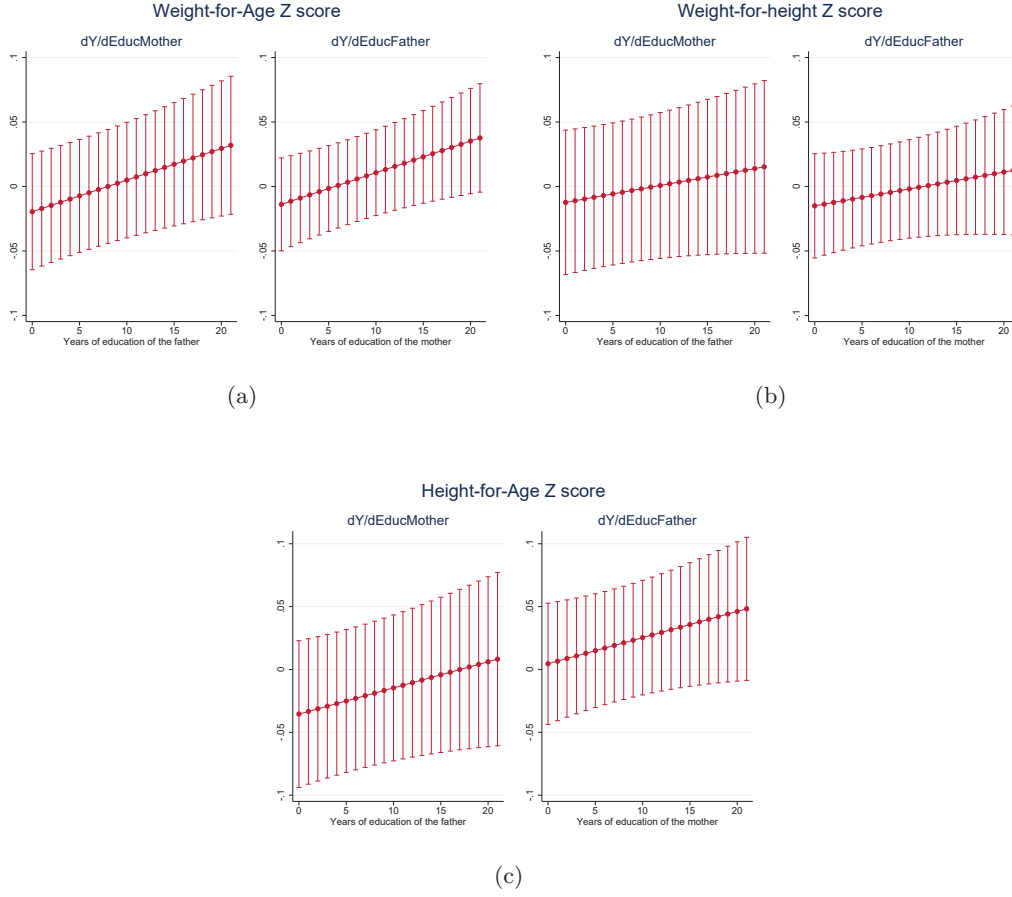 Weight-for-Age Z score
dY/dEducMother
dY/dEducFather
.1
.05
0
-.05
-.1
0 5 10 15 20
Years of education of the father
.1
.05
0
-.05
-.1
0 5 10 15 20
Years of education of the mother
(a)
Weight-for-height Z score
dY/dEducMother
dY/dEducFather
.1
.05
0
-.05
-.1
0 5 10 15 20
Years of education of the father
.1
.05
0
-.05
-.1
0 5 10 15 20
Years of education of the mother
(b)
Height-for-Age Z score
dY/dEducMother
dY/dEducFather
.1
.05
0
-.05
-.1
0 5 10 15 20
Years of education of the father
.1
.05
0
-.05
-.1
0 5 10 15 20
Years of education of the mother
(c)